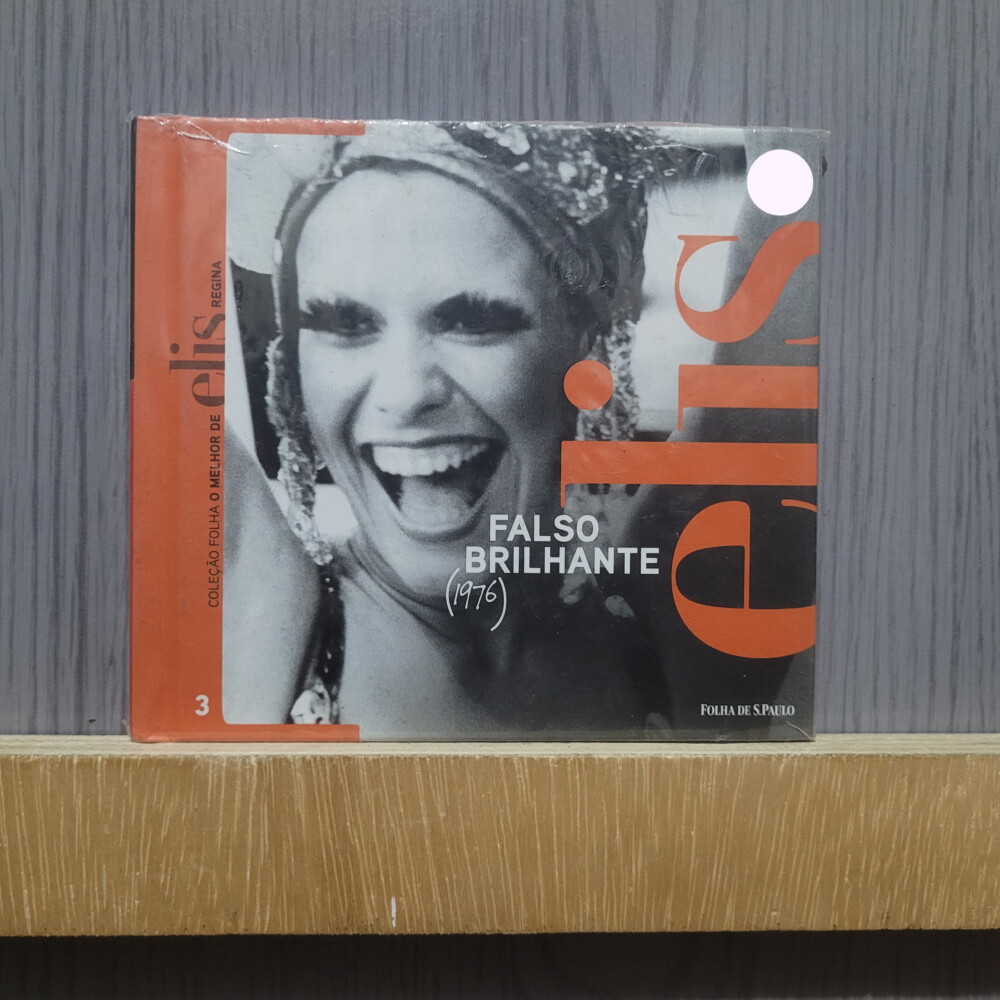 COLEÇÃO FOLHA O MELHOR DE elis REGINA
3
elis
FALSO
BRILHANTE
(1976)
FOLHA DE S.PAULO